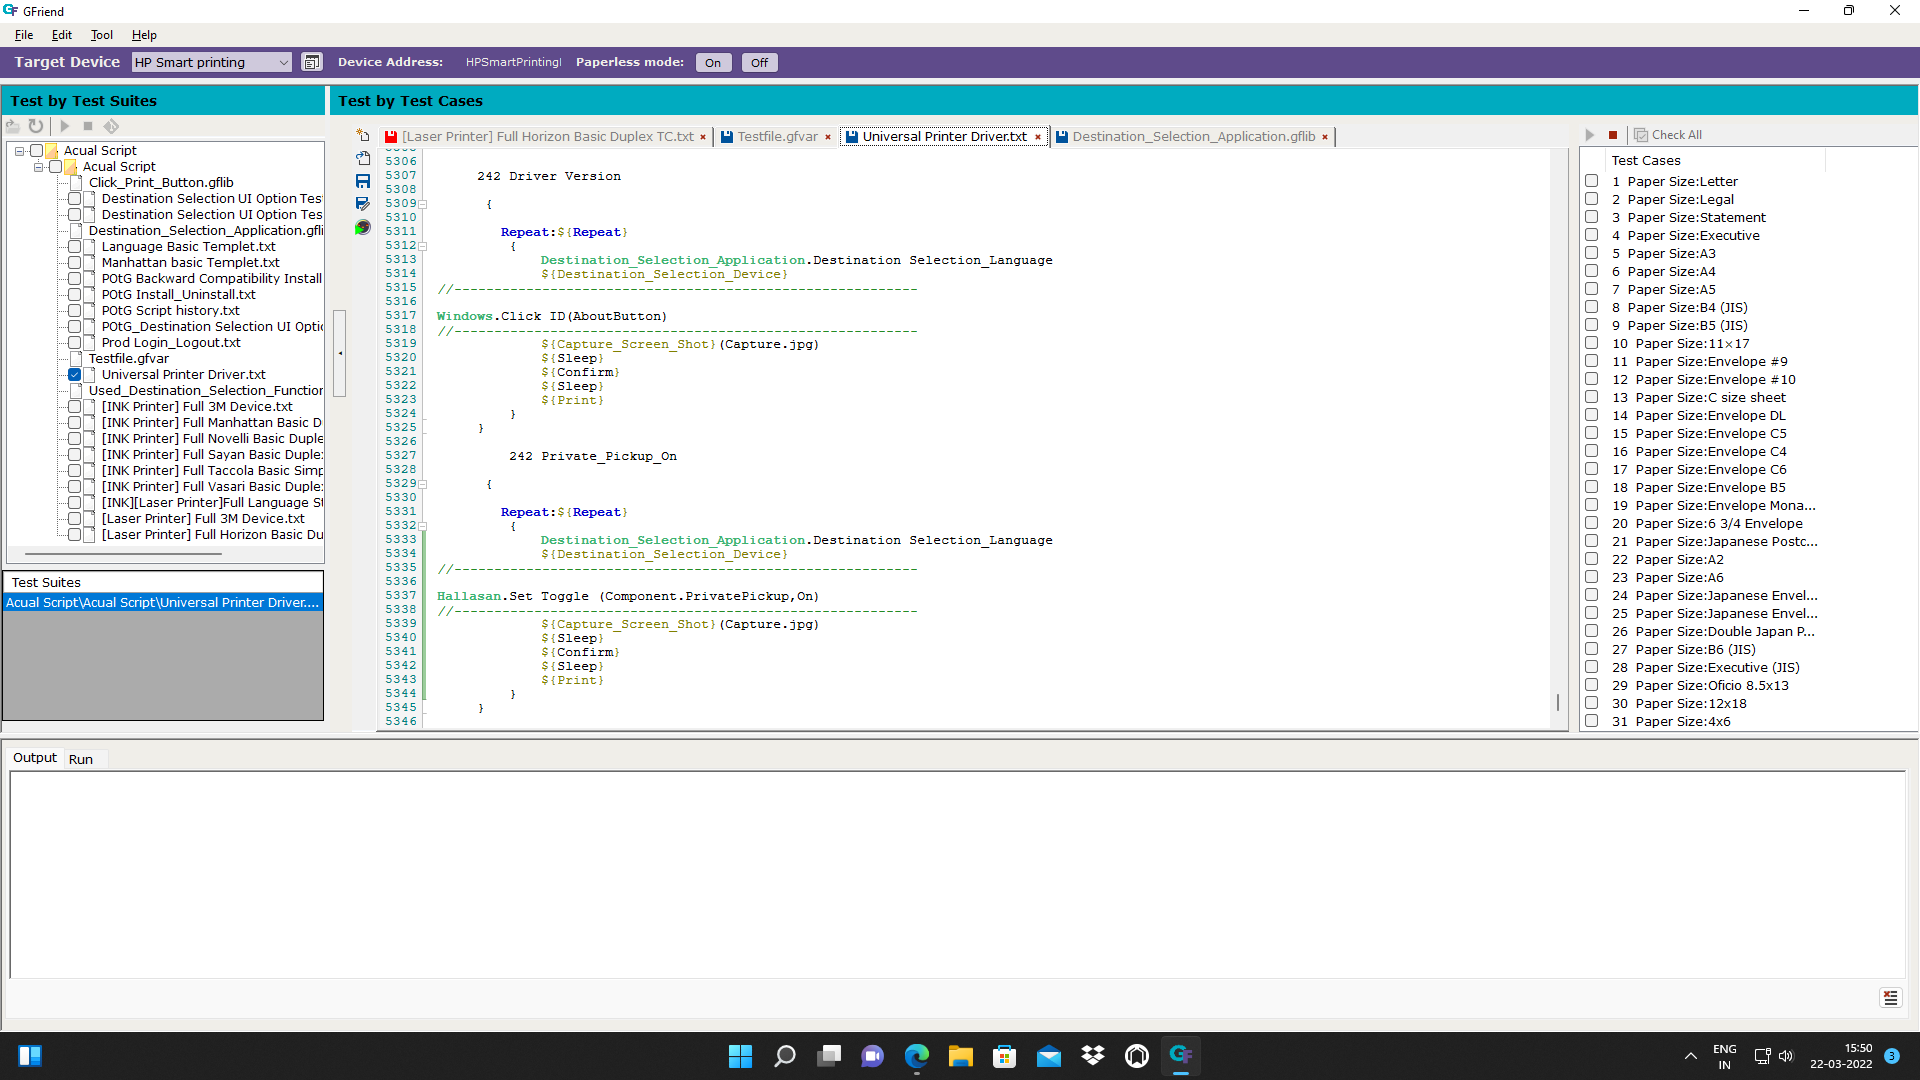 GFriend
File Edit Tool Help
Target Device HP Smart printing Device Address: HPSmartPrintingI Paperless mode: On Off
Test by Test Suites
Acual Script
Acual Script
Click_Print_Button.gflib
Destination Selection UI Option Tes
Destination Selection UI Option Tes
Destination_Selection_Application.gfli
Language Basic Templet.txt
Manhattan basic Templet.txt
POtG Backward Compatibility Install
POtG Install_Uninstall.txt
POtG Script history.txt
POtG_Destination Selection UI Optic
Prod Login_Logout.txt
Testfile.gfvar
Universal Printer Driver.txt
Used_Destination_Selection_Function
[INK Printer] Full 3M Device.txt
[INK Printer] Full Manhattan Basic D
[INK Printer] Full Novelli Basic Duple
[INK Printer] Full Sayan Basic Duple
[INK Printer] Full Taccola Basic Simp
[INK Printer] Full Vasari Basic Duple
[INK][Laser Printer]Full Language S
[Laser Printer] Full 3M Device.txt
[Laser Printer] Full Horizon Basic Du
Test Suites
Acual Script\Acual Script\Universal Printer Driver....
Test by Test Cases
[Laser Printer] Full Horizon Basic Duplex TC.txt × Testfile.gfvar × Universal Printer Driver.txt × Destination_Selection_Application.gflib ×
5306
5307 242 Driver Version
5308
5309 {
5310
5311 Repeat:${Repeat}
5312 {
5313 Destination_Selection_Application.Destination Selection_Language
5314 ${Destination_Selection_Device}
5315 //----------------------------------------------------------
5316
5317 Windows.Click ID(AboutButton)
5318 //----------------------------------------------------------
5319 ${Capture_Screen_Shot}(Capture.jpg)
5320 ${Sleep}
5321 ${Confirm}
5322 ${Sleep}
5323 ${Print}
5324 }
5325 }
5326
5327 242 Private_Pickup_On
5328
5329 {
5330
5331 Repeat:${Repeat}
5332 {
5333 Destination_Selection_Application.Destination Selection_Language
5334 ${Destination_Selection_Device}
5335 //----------------------------------------------------------
5336
5337 Hallasan.Set Toggle (Component.PrivatePickup,On)
5338 //----------------------------------------------------------
5339 ${Capture_Screen_Shot}(Capture.jpg)
5340 ${Sleep}
5341 ${Confirm}
5342 ${Sleep}
5343 ${Print}
5344 }
5345 }
5346
Check All
Test Cases
1 Paper Size:Letter
2 Paper Size:Legal
3 Paper Size:Statement
4 Paper Size:Executive
5 Paper Size:A3
6 Paper Size:A4
7 Paper Size:A5
8 Paper Size:B4 (JIS)
9 Paper Size:B5 (JIS)
10 Paper Size:11×17
11 Paper Size:Envelope #9
12 Paper Size:Envelope #10
13 Paper Size:C size sheet
14 Paper Size:Envelope DL
15 Paper Size:Envelope C5
16 Paper Size:Envelope C4
17 Paper Size:Envelope C6
18 Paper Size:Envelope B5
19 Paper Size:Envelope Mona...
20 Paper Size:6 3/4 Envelope
21 Paper Size:Japanese Postc...
22 Paper Size:A2
23 Paper Size:A6
24 Paper Size:Japanese Envel...
25 Paper Size:Japanese Envel...
26 Paper Size:Double Japan P...
27 Paper Size:B6 (JIS)
28 Paper Size:Executive (JIS)
29 Paper Size:Oficio 8.5x13
30 Paper Size:12x18
31 Paper Size:4x6
Output Run
ENG
IN
15:50
22-03-2022
3